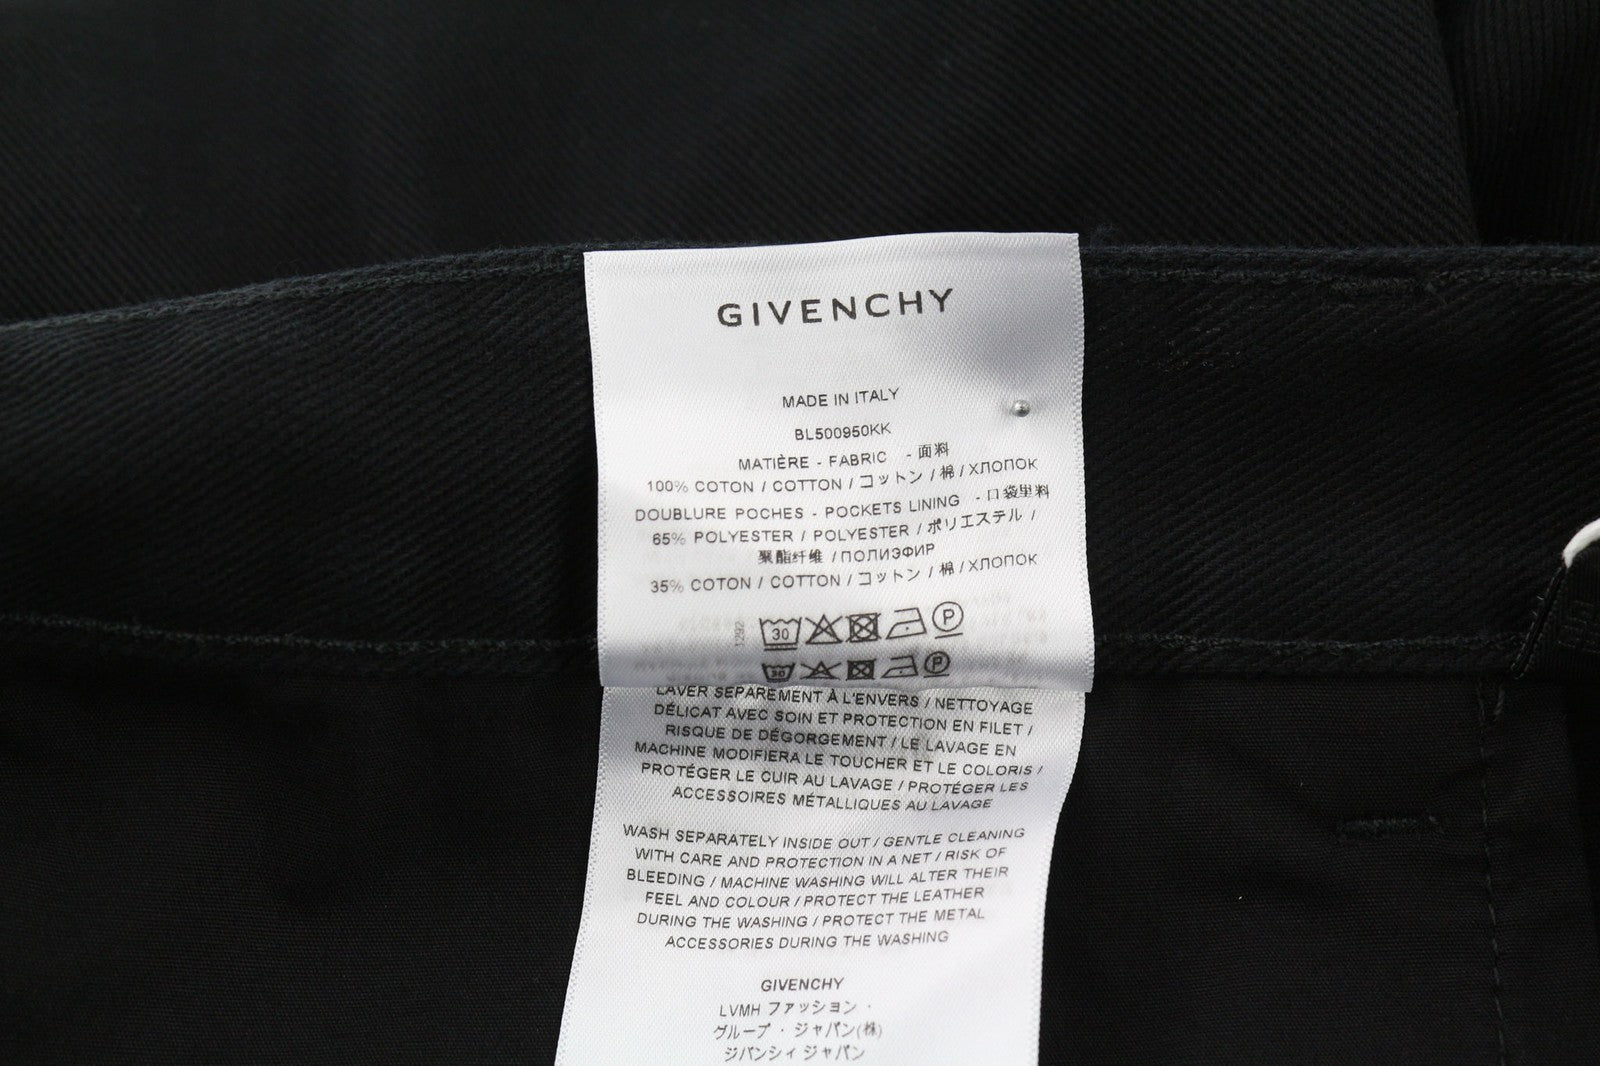 GIVENCHY
MADE IN ITALY
BL500950KK
MATIÈRE - FABRIC - 面料
100% COTON / COTTON / コットン / 棉 / ХЛОПОК
DOUBLURE POCHES - POCKETS LINING - 口袋里料
65% POLYESTER / POLYESTER / ポリエステル /
聚酯纤维 / ПОЛИЭФИР
35% COTON / COTTON / コットン / 棉 / ХЛОПОК
1292
30 P
30 P
LAVER SEPAREMENT À L'ENVERS / NETTOYAGE
DÉLICAT AVEC SOIN ET PROTECTION EN FILET /
RISQUE DE DÉGORGEMENT / LE LAVAGE EN
MACHINE MODIFIERA LE TOUCHER ET LE COLORIS /
PROTÉGER LE CUIR AU LAVAGE / PROTÉGER LES
ACCESSOIRES MÉTALLIQUES AU LAVAGE
WASH SEPARATELY INSIDE OUT / GENTLE CLEANING
WITH CARE AND PROTECTION IN A NET / RISK OF
BLEEDING / MACHINE WASHING WILL ALTER THEIR
FEEL AND COLOUR / PROTECT THE LEATHER
DURING THE WASHING / PROTECT THE METAL
ACCESSORIES DURING THE WASHING
GIVENCHY
LVMH ファッション ・
グループ ・ ジャパン(株)
ジバンシィ ジャパン